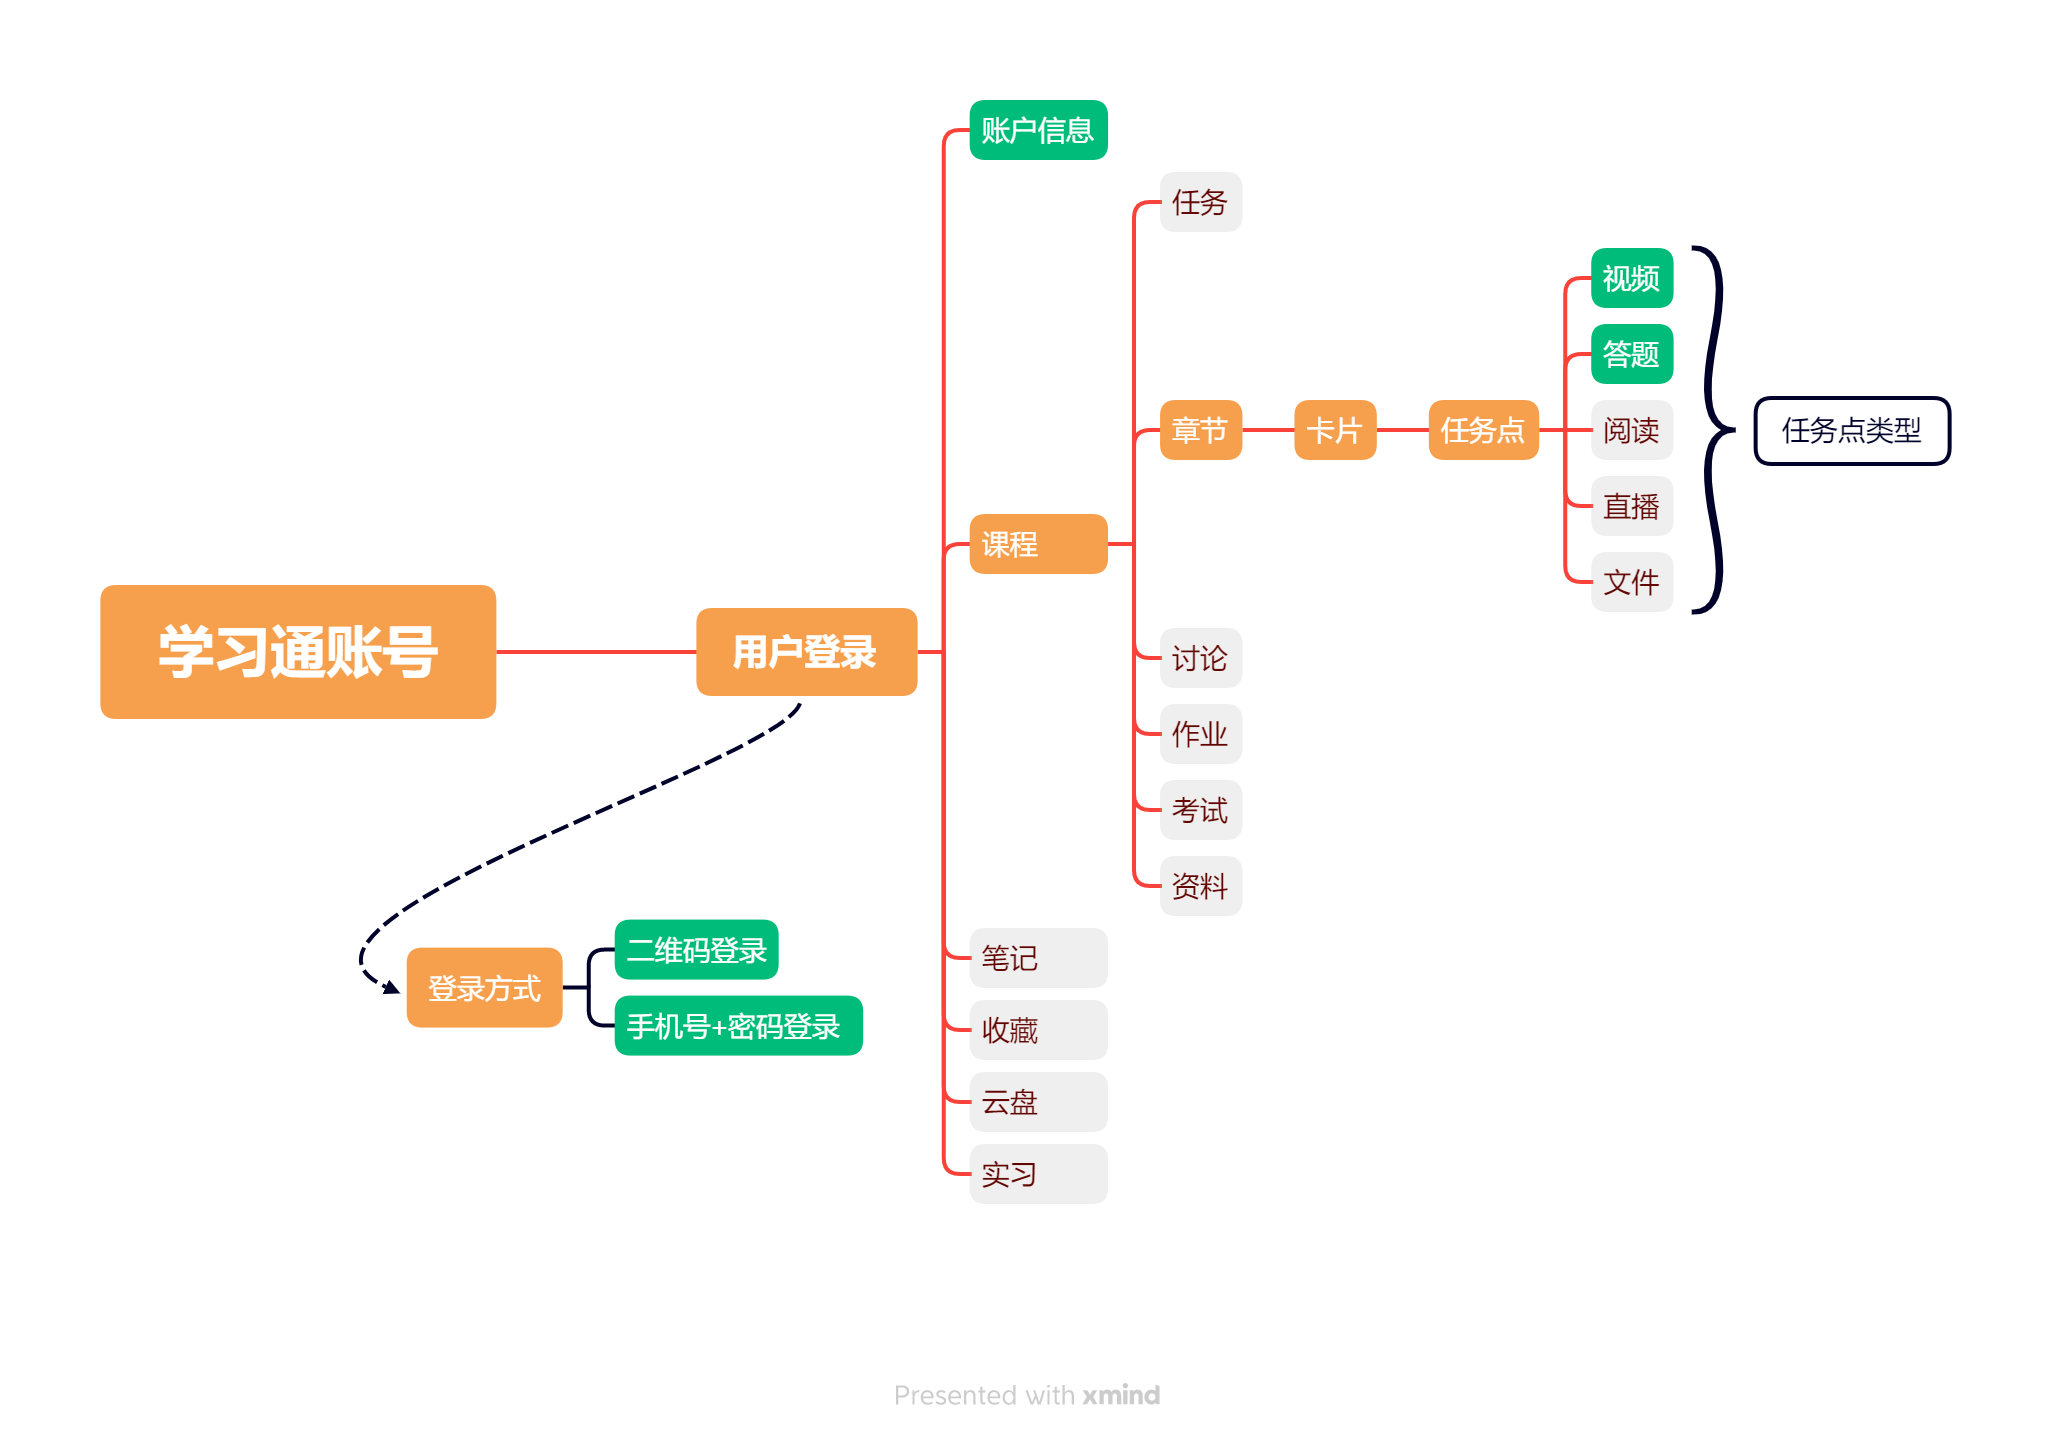 学习通账号
用户登录
账户信息
课程
任务
章节
卡片
任务点
视频
答题
阅读
直播
文件
任务点类型
讨论
作业
考试
资料
笔记
收藏
云盘
实习
登录方式
二维码登录
手机号+密码登录
Presented with xmind